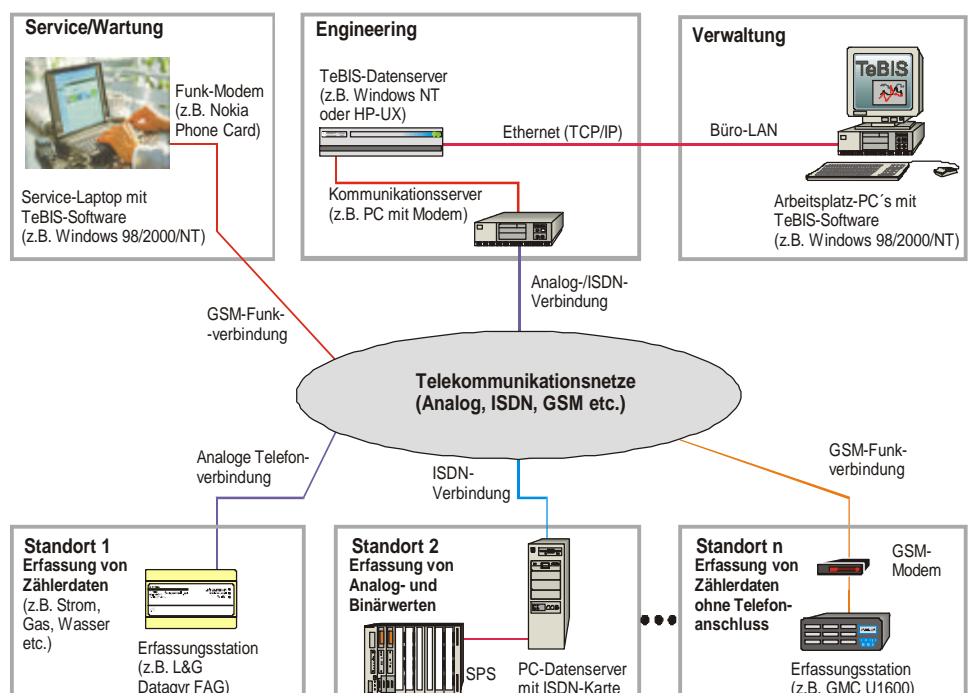 Service/Wartung
Funk-Modem
(z.B. Nokia
Phone Card)
Service-Laptop mit
TeBIS-Software
(z.B. Windows 98/2000/NT)
Engineering
TeBIS-Datenserver
(z.B. Windows NT
oder HP-UX)
Ethernet (TCP/IP)
Kommunikationsserver
(z.B. PC mit Modem)
Verwaltung
TeBIS
Büro-LAN
Arbeitsplatz-PC´s mit
TeBIS-Software
(z.B. Windows 98/2000/NT)
Analog-/ISDN-
Verbindung
GSM-Funk-
-verbindung
Telekommunikationsnetze
(Analog, ISDN, GSM etc.)
Analoge Telefon-
verbindung
ISDN-
Verbindung
GSM-Funk-
verbindung
Standort 1
Erfassung von
Zählerdaten
(z.B. Strom,
Gas, Wasser
etc.)
Erfassungsstation
(z.B. L&G
Datagyr FAG)
Standort 2
Erfassung von
Analog- und
Binärwerten
SPS
PC-Datenserver
mit ISDN-Karte
Standort n
Erfassung von
Zählerdaten
ohne Telefon-
anschluss
GSM-
Modem
Erfassungsstation
(z.B. GMC U1600)